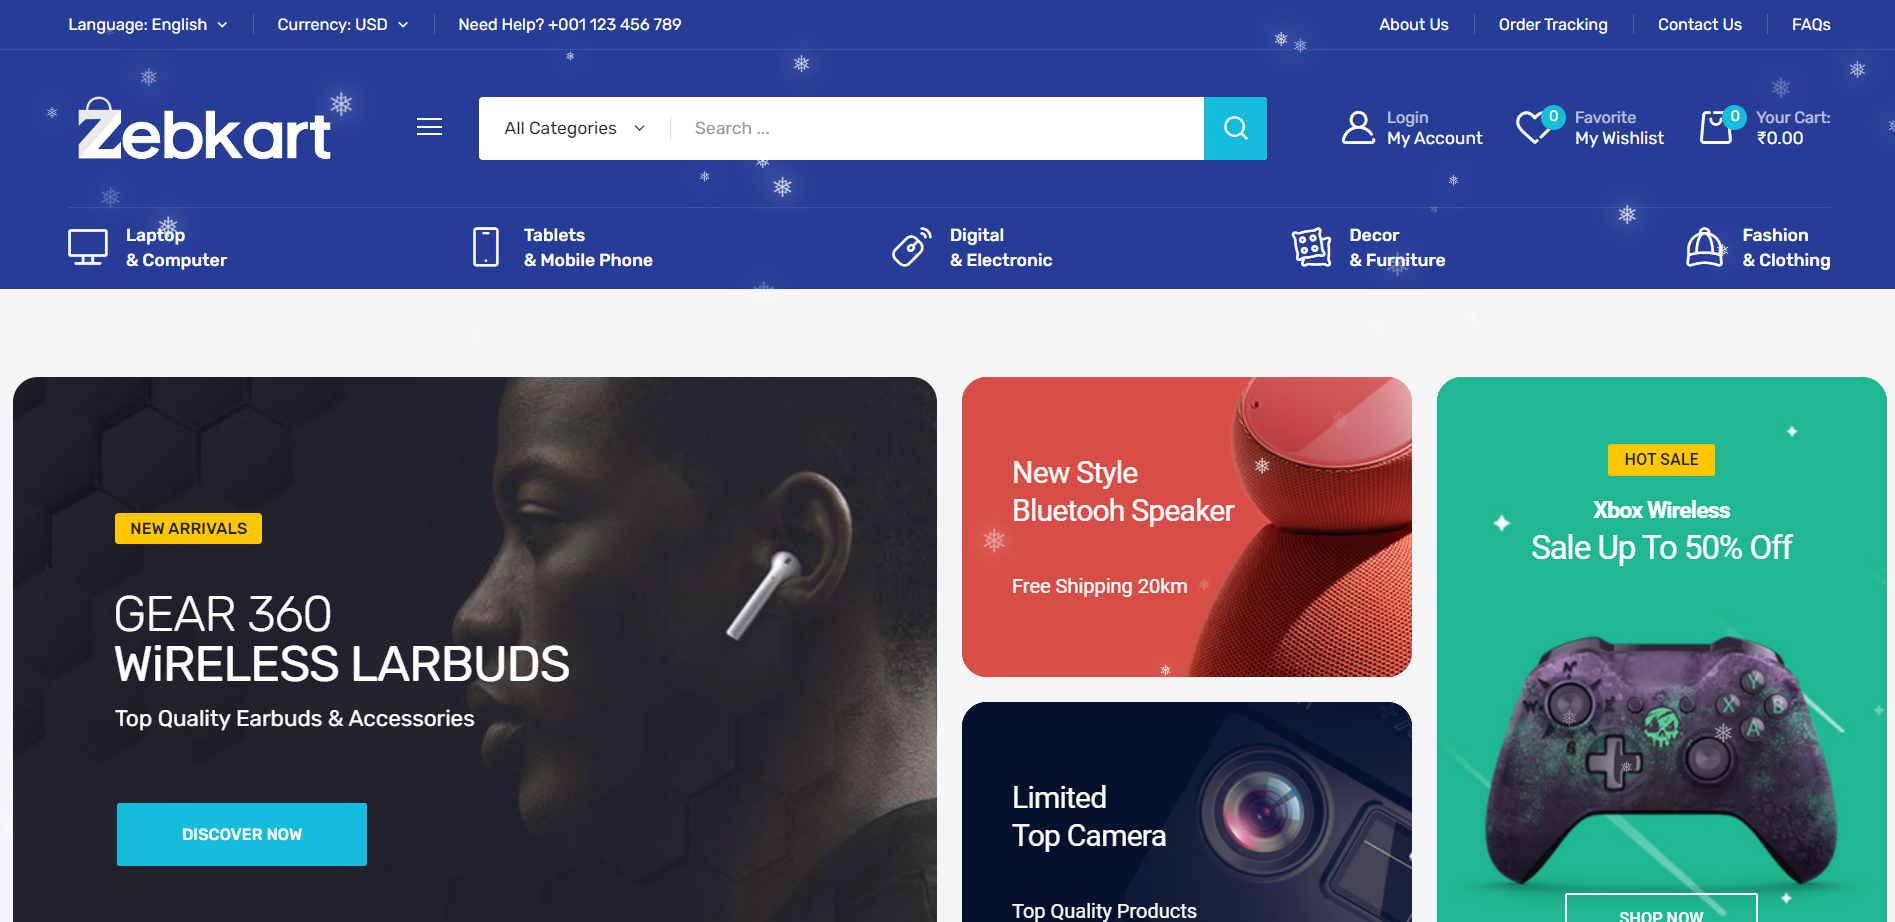 Language: English
Currency: USD
Need Help? +001 123 456 789
About Us
Order Tracking
Contact Us
FAQs
Zebkart
All Categories
Search ...
Login
My Account
0
Favorite
My Wishlist
0
Your Cart:
₹0.00
Laptop
& Computer
Tablets
& Mobile Phone
Digital
& Electronic
Decor
& Furniture
Fashion
& Clothing
NEW ARRIVALS
GEAR 360
WiRELESS LARBUDS
Top Quality Earbuds & Accessories
DISCOVER NOW
New Style
Bluetooh Speaker
Free Shipping 20km
Limited
Top Camera
Top Quality Products
HOT SALE
Xbox Wireless
Sale Up To 50% Off
Y
X
B
A
N
W
E
S
SHOP NOW